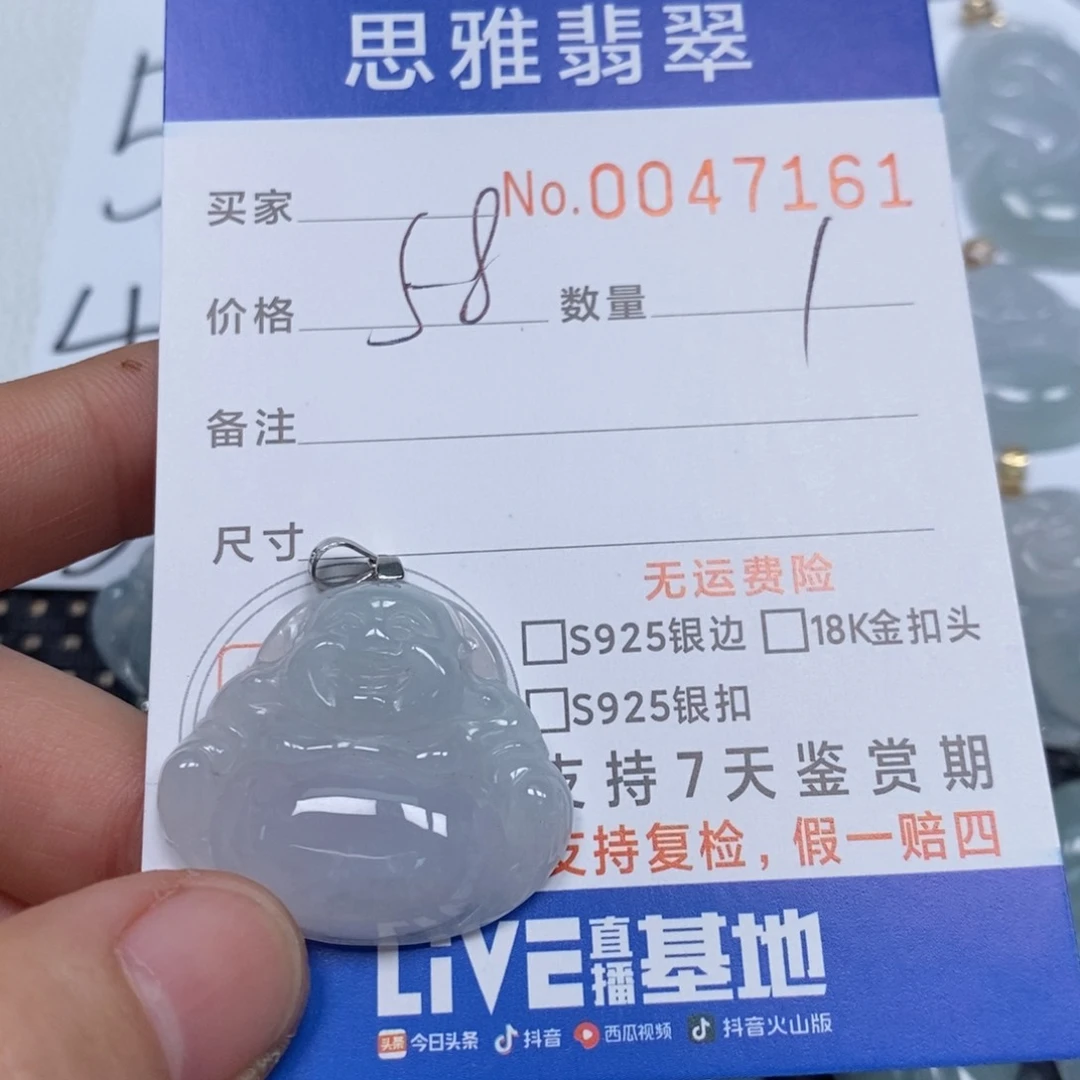 思雅翡翠
买家 No.0047161
价格 58 数量 1
备注
尺寸
无运费险
S925银边 18K金扣头
S925银扣
支持7天鉴赏期
支持复检，假一赔四
LiVE直播基地
头条 今日头条 抖音 西瓜视频 抖音火山版
5
4